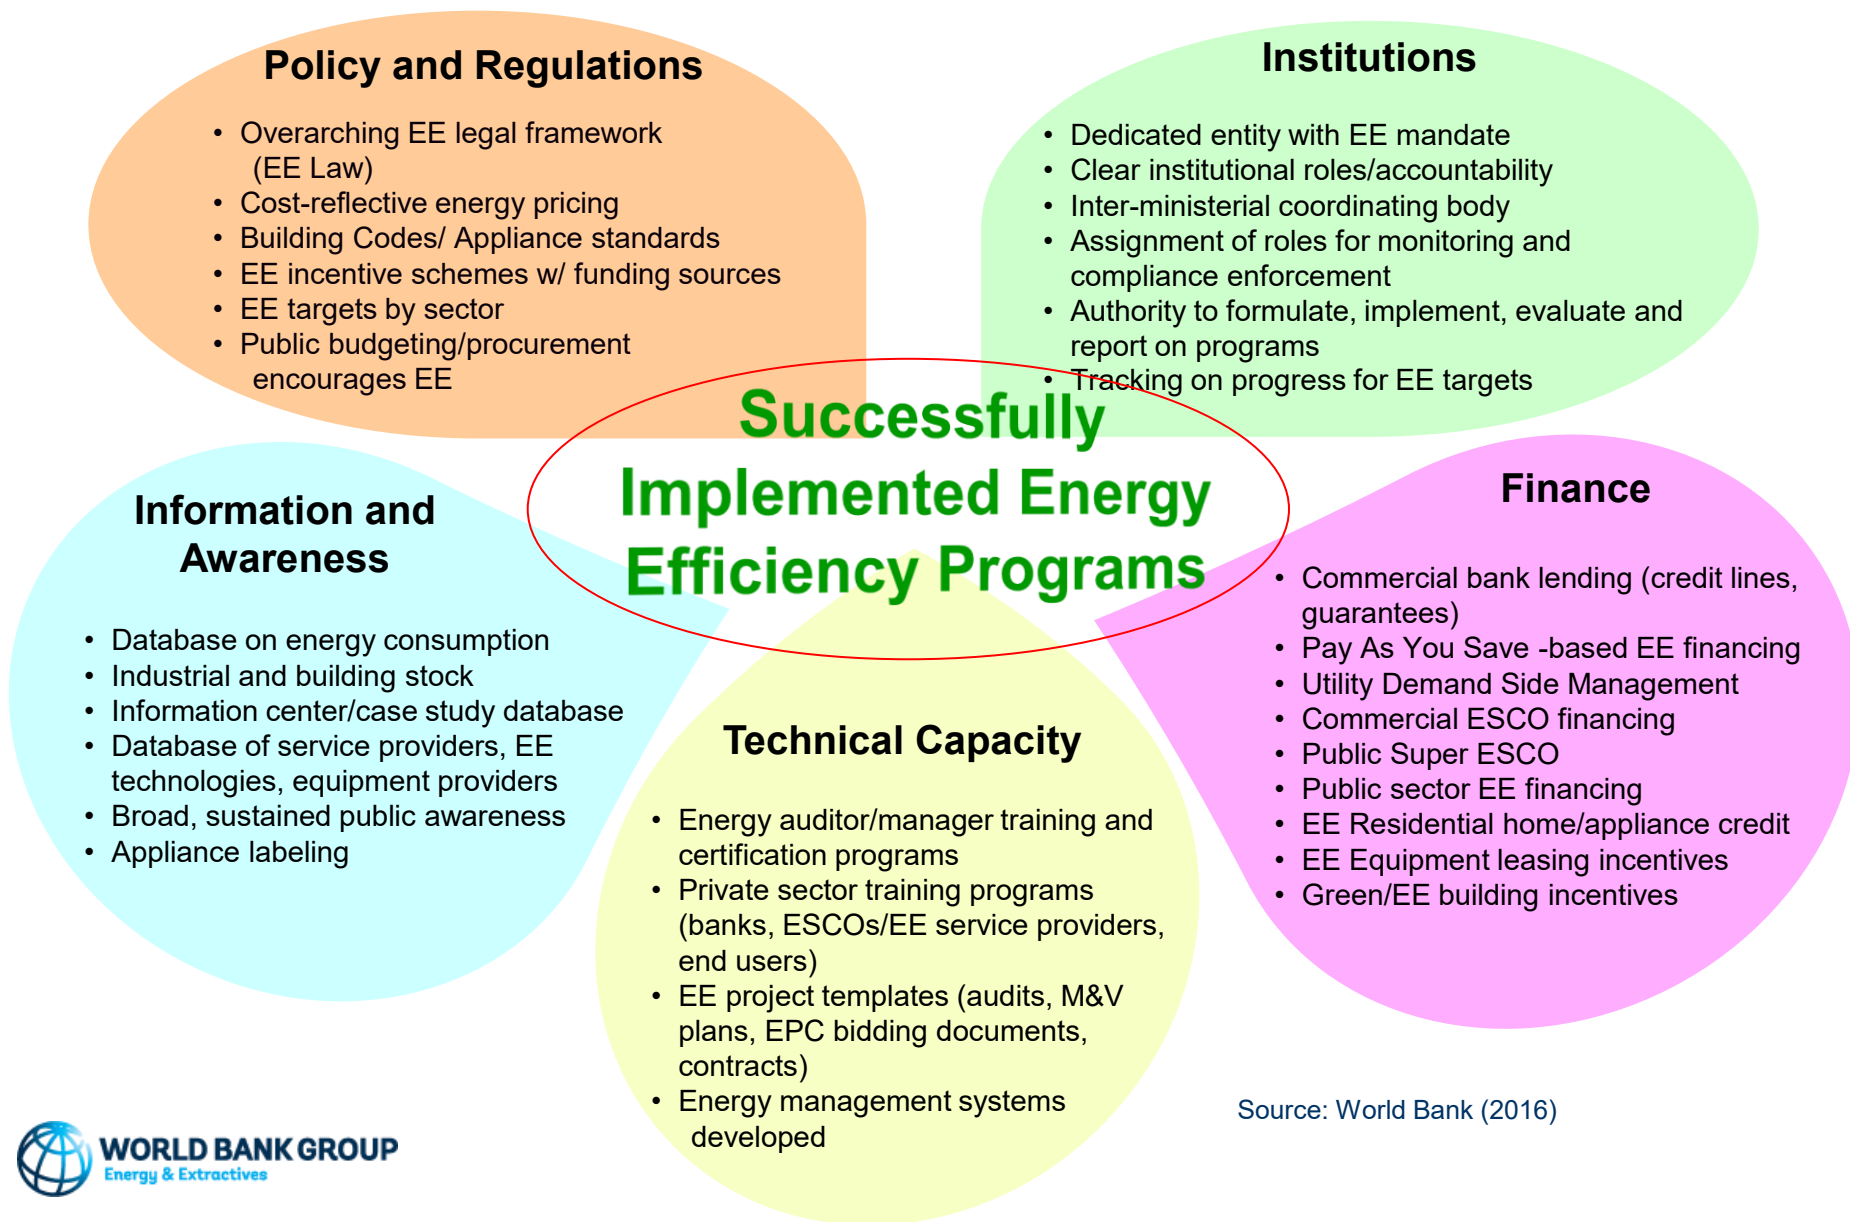 Policy and Regulations
• Overarching EE legal framework
(EE Law)
• Cost-reflective energy pricing
• Building Codes/ Appliance standards
• EE incentive schemes w/ funding sources
• EE targets by sector
• Public budgeting/procurement
encourages EE
Institutions
• Dedicated entity with EE mandate
• Clear institutional roles/accountability
• Inter-ministerial coordinating body
• Assignment of roles for monitoring and
compliance enforcement
• Authority to formulate, implement, evaluate and
report on programs
• Tracking on progress for EE targets
Successfully
Implemented Energy
Efficiency Programs
Information and
Awareness
• Database on energy consumption
• Industrial and building stock
• Information center/case study database
• Database of service providers, EE
technologies, equipment providers
• Broad, sustained public awareness
• Appliance labeling
Technical Capacity
• Energy auditor/manager training and
certification programs
• Private sector training programs
(banks, ESCOs/EE service providers,
end users)
• EE project templates (audits, M&V
plans, EPC bidding documents,
contracts)
• Energy management systems
developed
Finance
• Commercial bank lending (credit lines,
guarantees)
• Pay As You Save -based EE financing
• Utility Demand Side Management
• Commercial ESCO financing
• Public Super ESCO
• Public sector EE financing
• EE Residential home/appliance credit
• EE Equipment leasing incentives
• Green/EE building incentives
Source: World Bank (2016)
WORLD BANK GROUP
Energy & Extractives